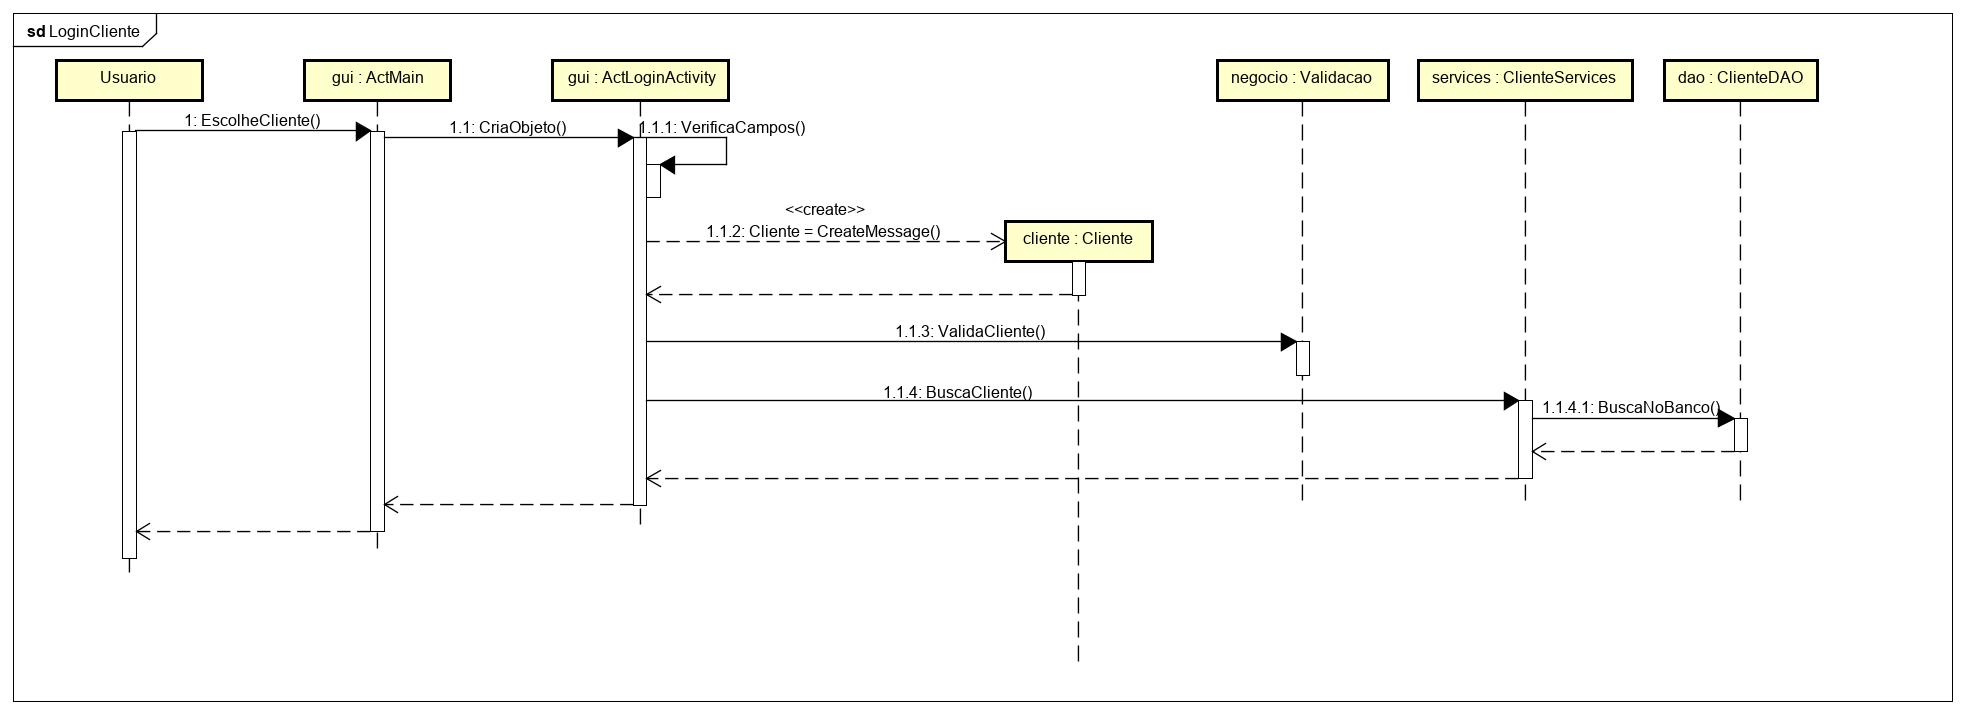 sd LoginCliente
Usuario
gui : ActMain
gui : ActLoginActivity
negocio : Validacao
services : ClienteServices
dao : ClienteDAO
1: EscolheCliente()
1.1: CriaObjeto()
1.1.1: VerificaCampos()
<<create>>
1.1.2: Cliente = CreateMessage()
cliente : Cliente
1.1.3: ValidaCliente()
1.1.4: BuscaCliente()
1.1.4.1: BuscaNoBanco()